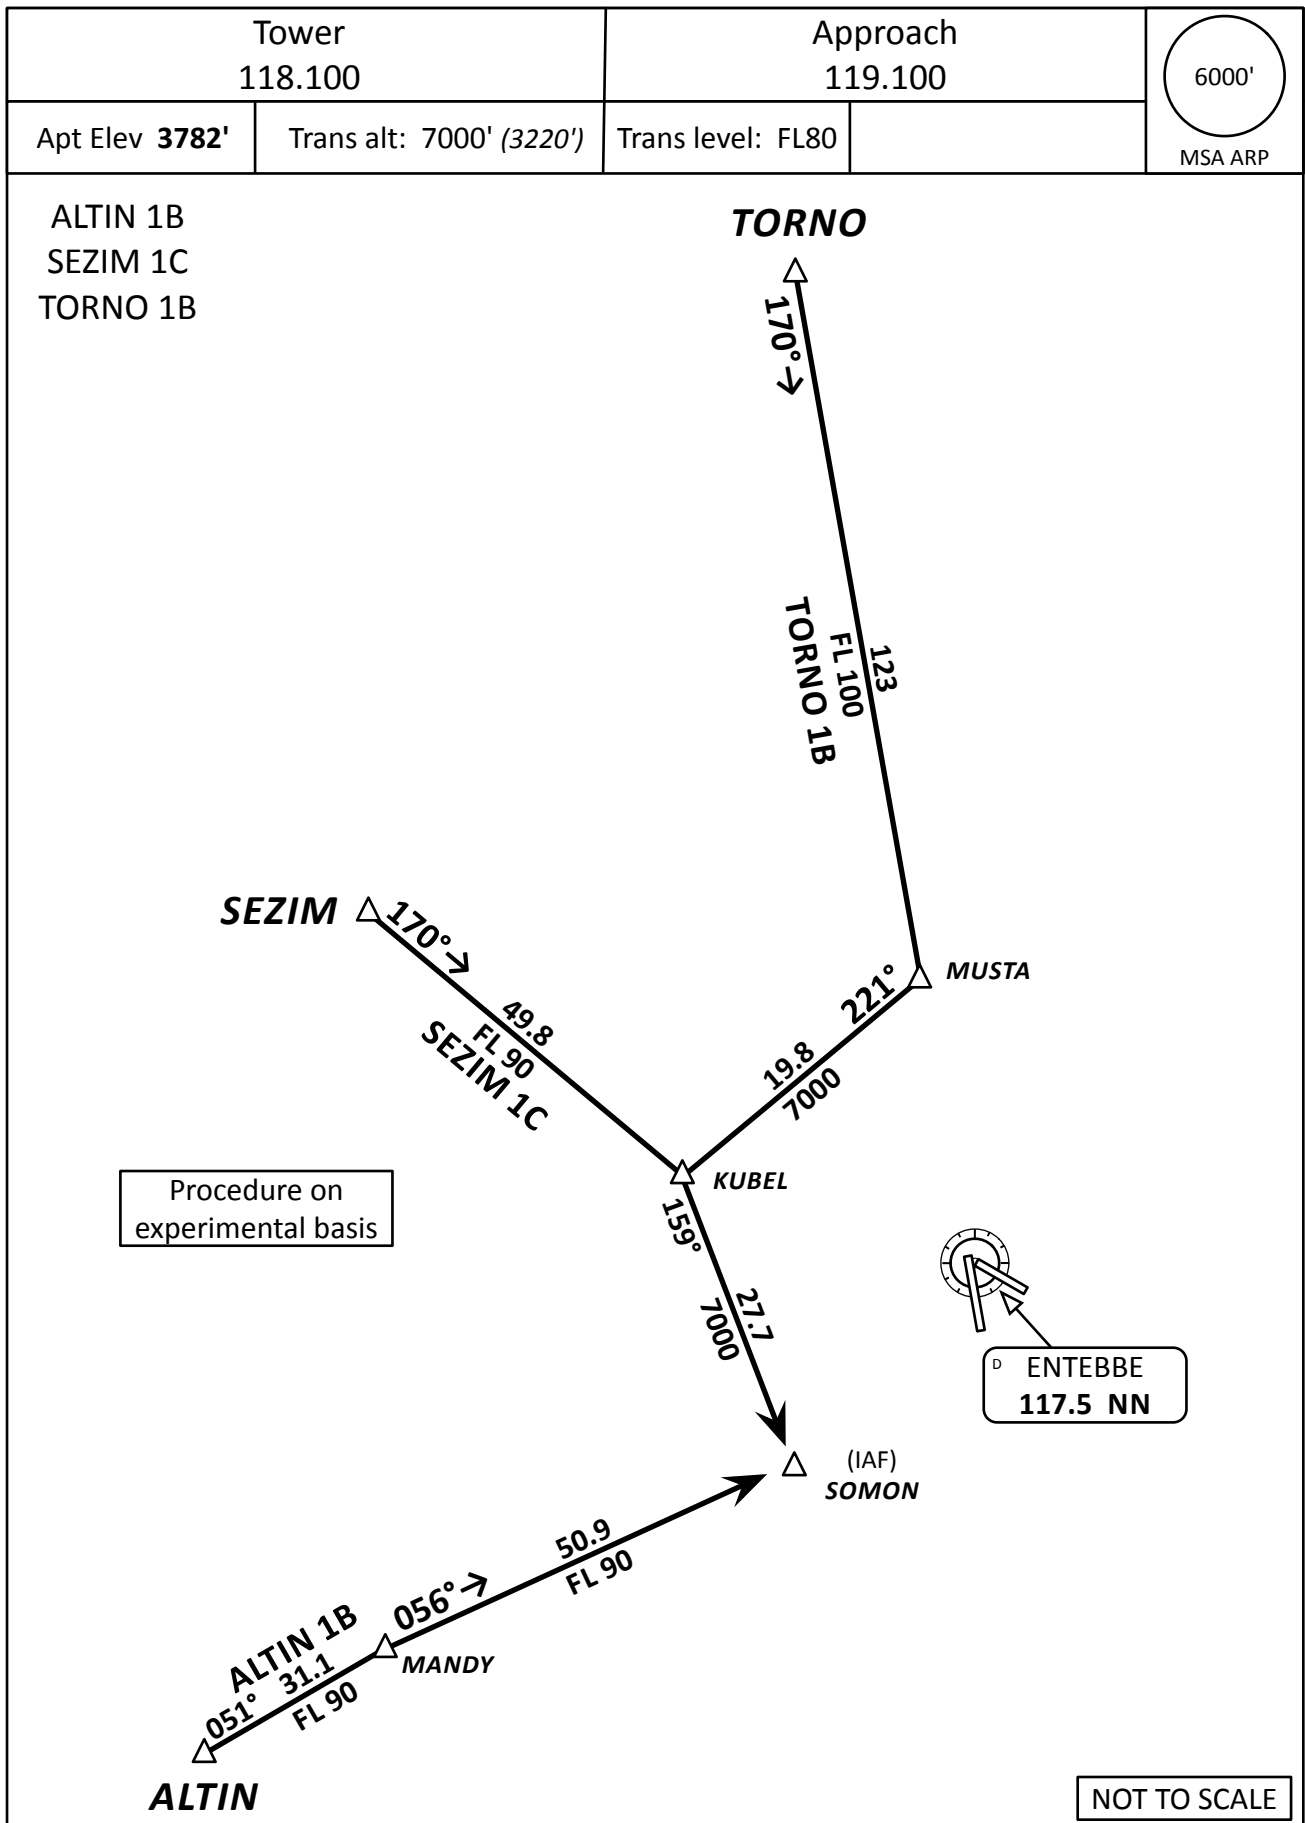 Tower
118.100
Approach
119.100
6000'
MSA ARP
Apt Elev 3782'
Trans alt: 7000' (3220')
Trans level: FL80
ALTIN 1B
SEZIM 1C
TORNO 1B
TORNO
170°
123
FL 100
TORNO 1B
SEZIM
170°
49.8
FL 90
SEZIM 1C
MUSTA
221°
19.8
7000
KUBEL
159°
27.7
7000
Procedure on
experimental basis
D ENTEBBE
117.5 NN
(IAF)
SOMON
50.9
FL 90
056°
MANDY
ALTIN 1B
051° 31.1
FL 90
ALTIN
NOT TO SCALE